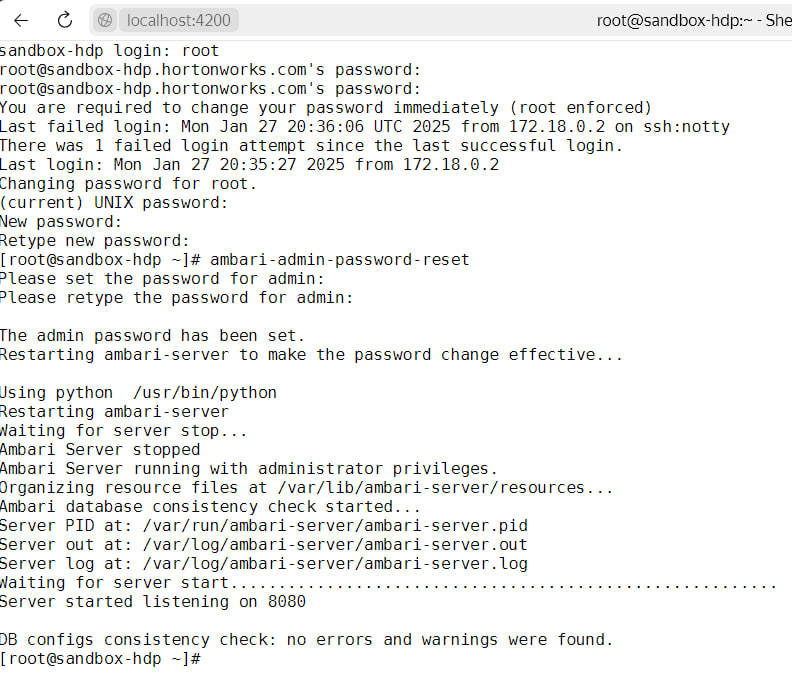 localhost:4200
root@sandbox-hdp:~ - She
sandbox-hdp login: root
root@sandbox-hdp.hortonworks.com's password:
root@sandbox-hdp.hortonworks.com's password:
You are required to change your password immediately (root enforced)
Last failed login: Mon Jan 27 20:36:06 UTC 2025 from 172.18.0.2 on ssh:notty
There was 1 failed login attempt since the last successful login.
Last login: Mon Jan 27 20:35:27 2025 from 172.18.0.2
Changing password for root.
(current) UNIX password:
New password:
Retype new password:
[root@sandbox-hdp ~]# ambari-admin-password-reset
Please set the password for admin:
Please retype the password for admin:

The admin password has been set.
Restarting ambari-server to make the password change effective...

Using python  /usr/bin/python
Restarting ambari-server
Waiting for server stop...
Ambari Server stopped
Ambari Server running with administrator privileges.
Organizing resource files at /var/lib/ambari-server/resources...
Ambari database consistency check started...
Server PID at: /var/run/ambari-server/ambari-server.pid
Server out at: /var/log/ambari-server/ambari-server.out
Server log at: /var/log/ambari-server/ambari-server.log
Waiting for server start.........................................................
Server started listening on 8080

DB configs consistency check: no errors and warnings were found.
[root@sandbox-hdp ~]#